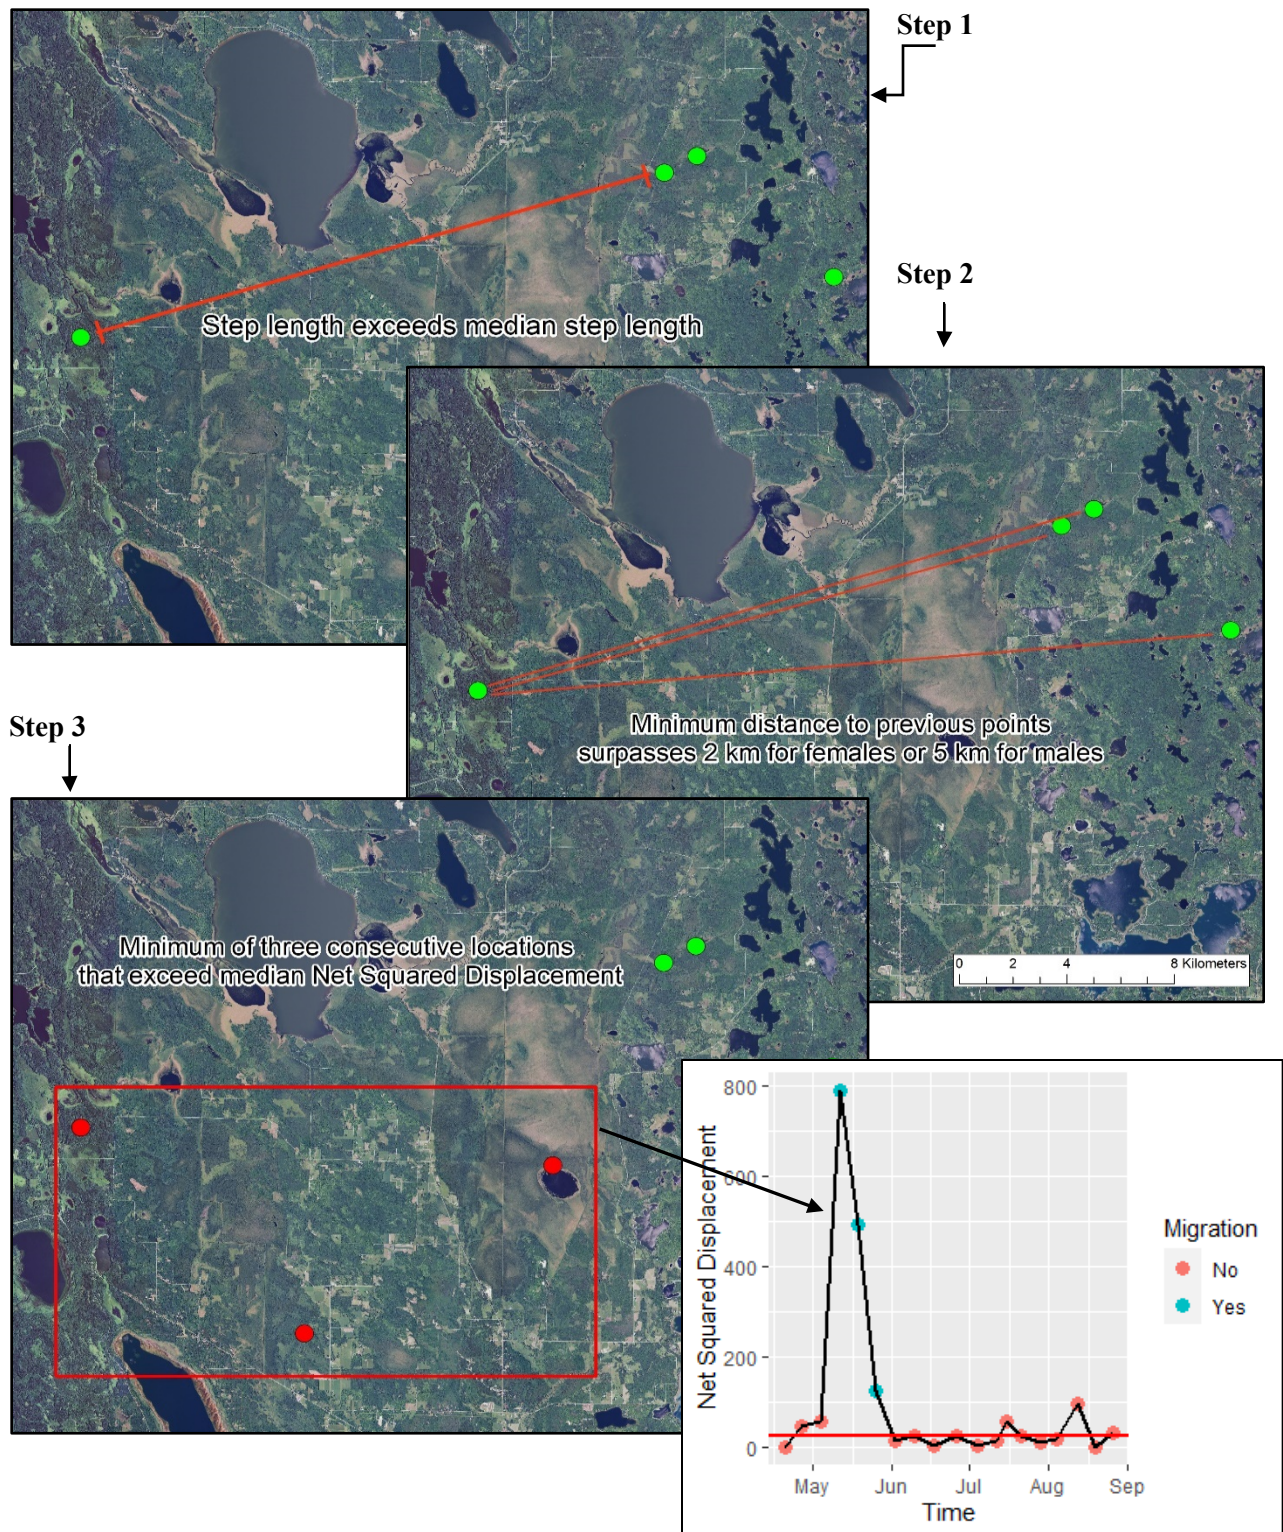 Step 1
Step length exceeds median step length
Step 2
Minimum distance to previous points
surpasses 2 km for females or 5 km for males
0 2 4 8 Kilometers
Step 3
Minimum of three consecutive locations
that exceed median Net Squared Displacement
Net Squared Displacement
800
600
400
200
0
May Jun Jul Aug Sep
Time
Migration
No
Yes